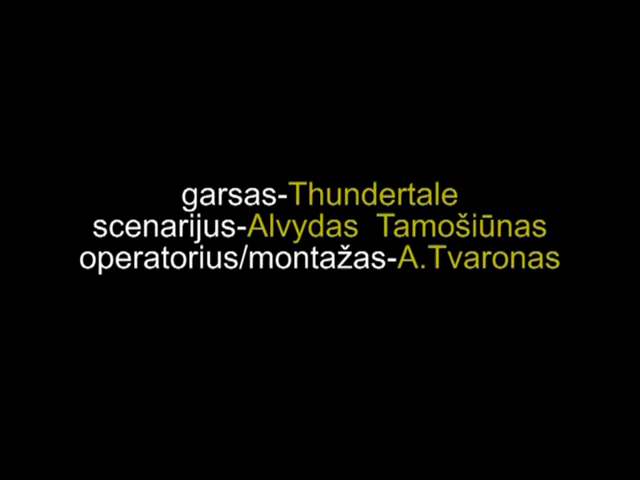 garsas-Thundertale
scenarijus-Alvydas Tamošiūnas
operatorius/montažas-A.Tvaronas